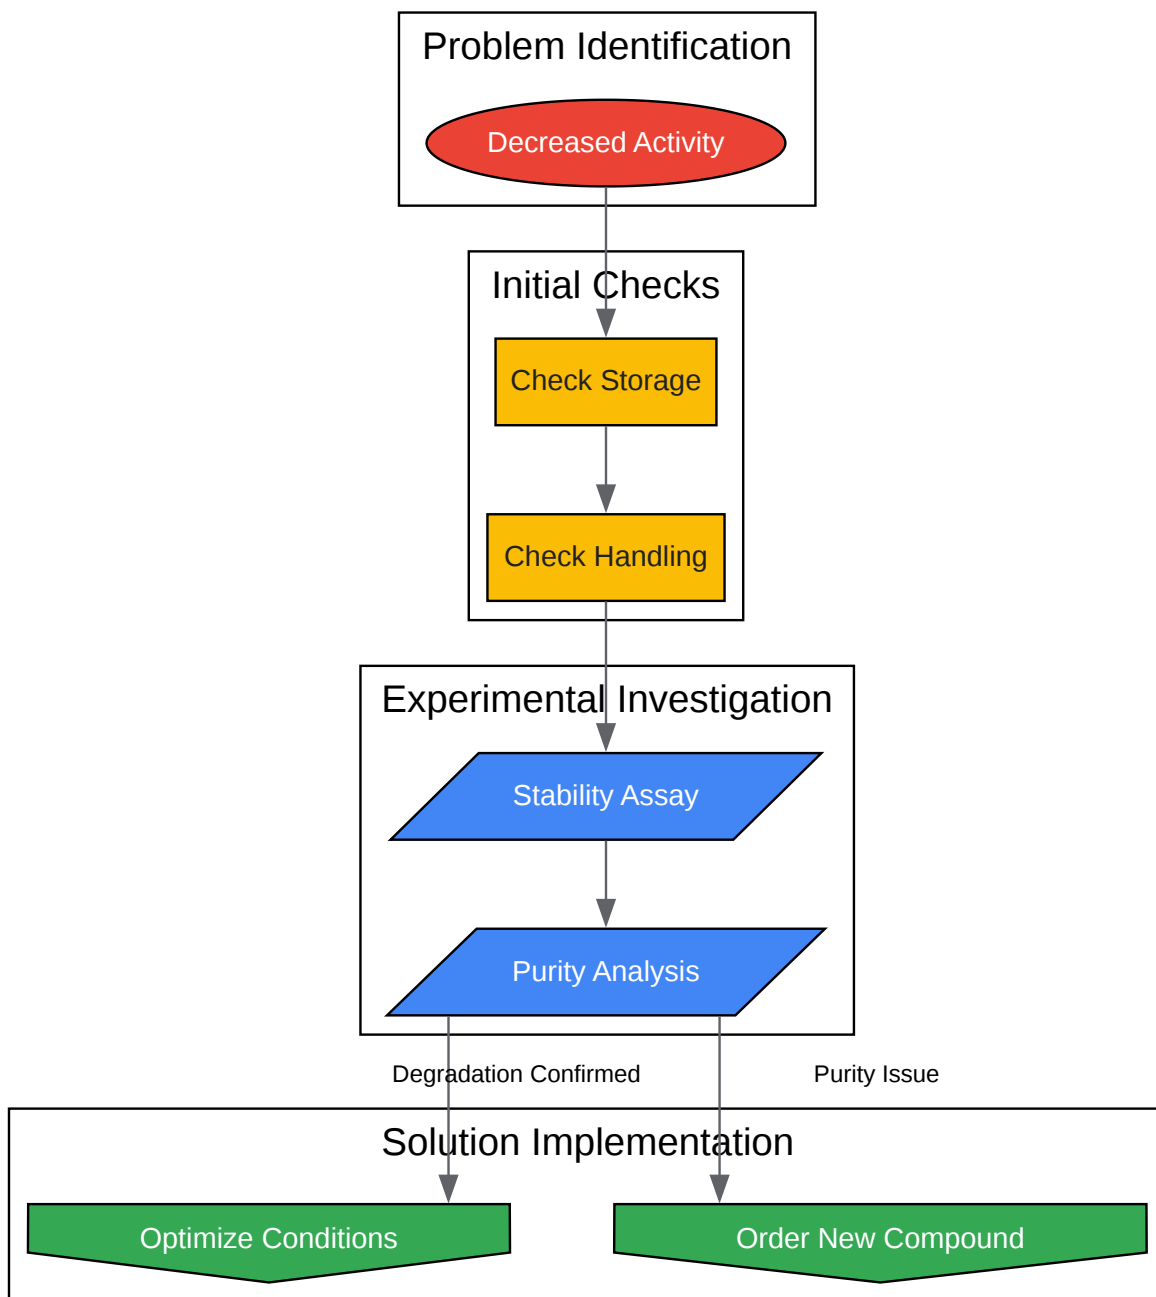 Problem Identification
Decreased Activity
Initial Checks
Check Storage
Check Handling
Experimental Investigation
Stability Assay
Purity Analysis
Degradation Confirmed
Purity Issue
Solution Implementation
Optimize Conditions
Order New Compound